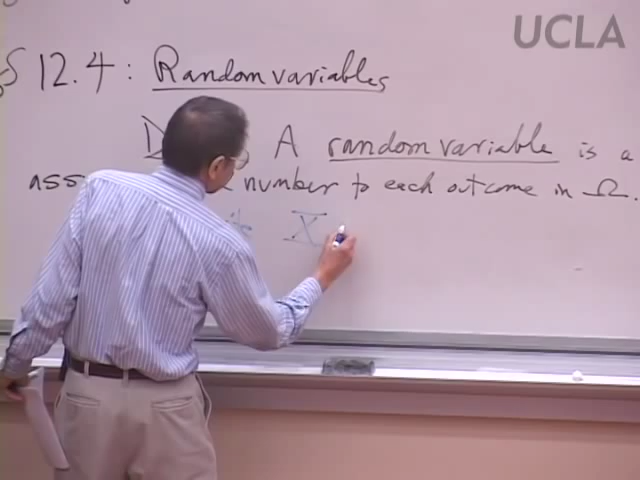 UCLA
§ 12.4: Random variables
A random variable is a
number to each outcome in Ω.
X